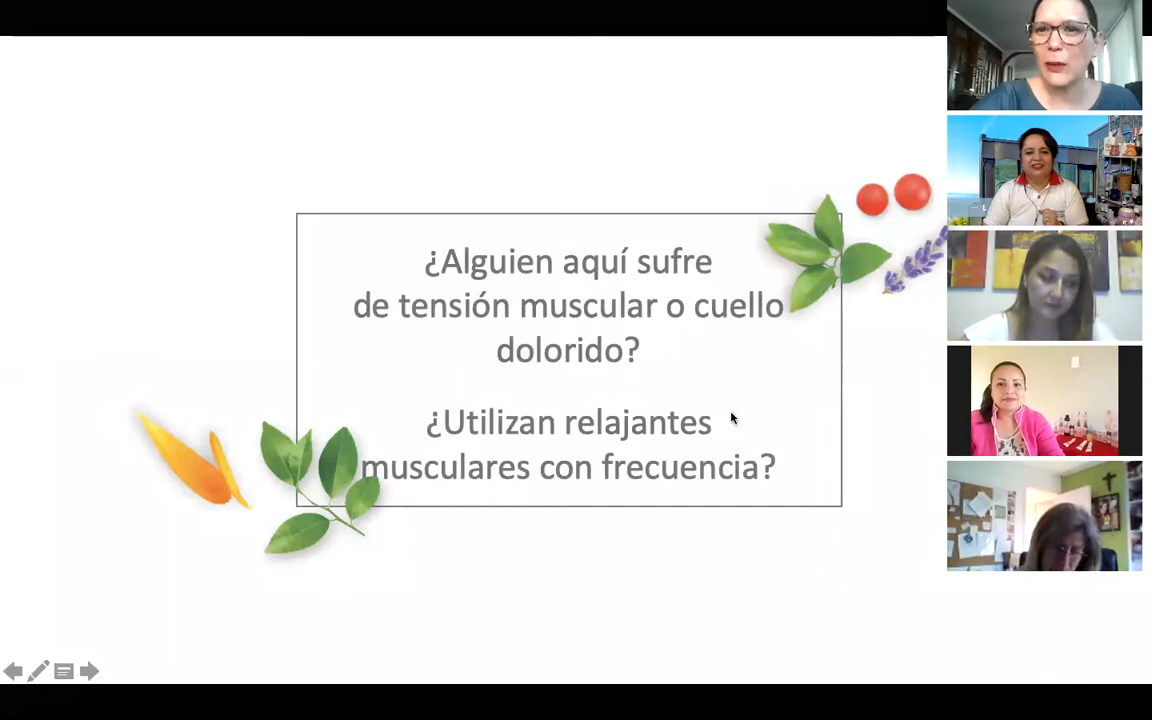 ¿Alguien aquí sufre
de tensión muscular o cuello
dolorido?
¿Utilizan relajantes
musculares con frecuencia?